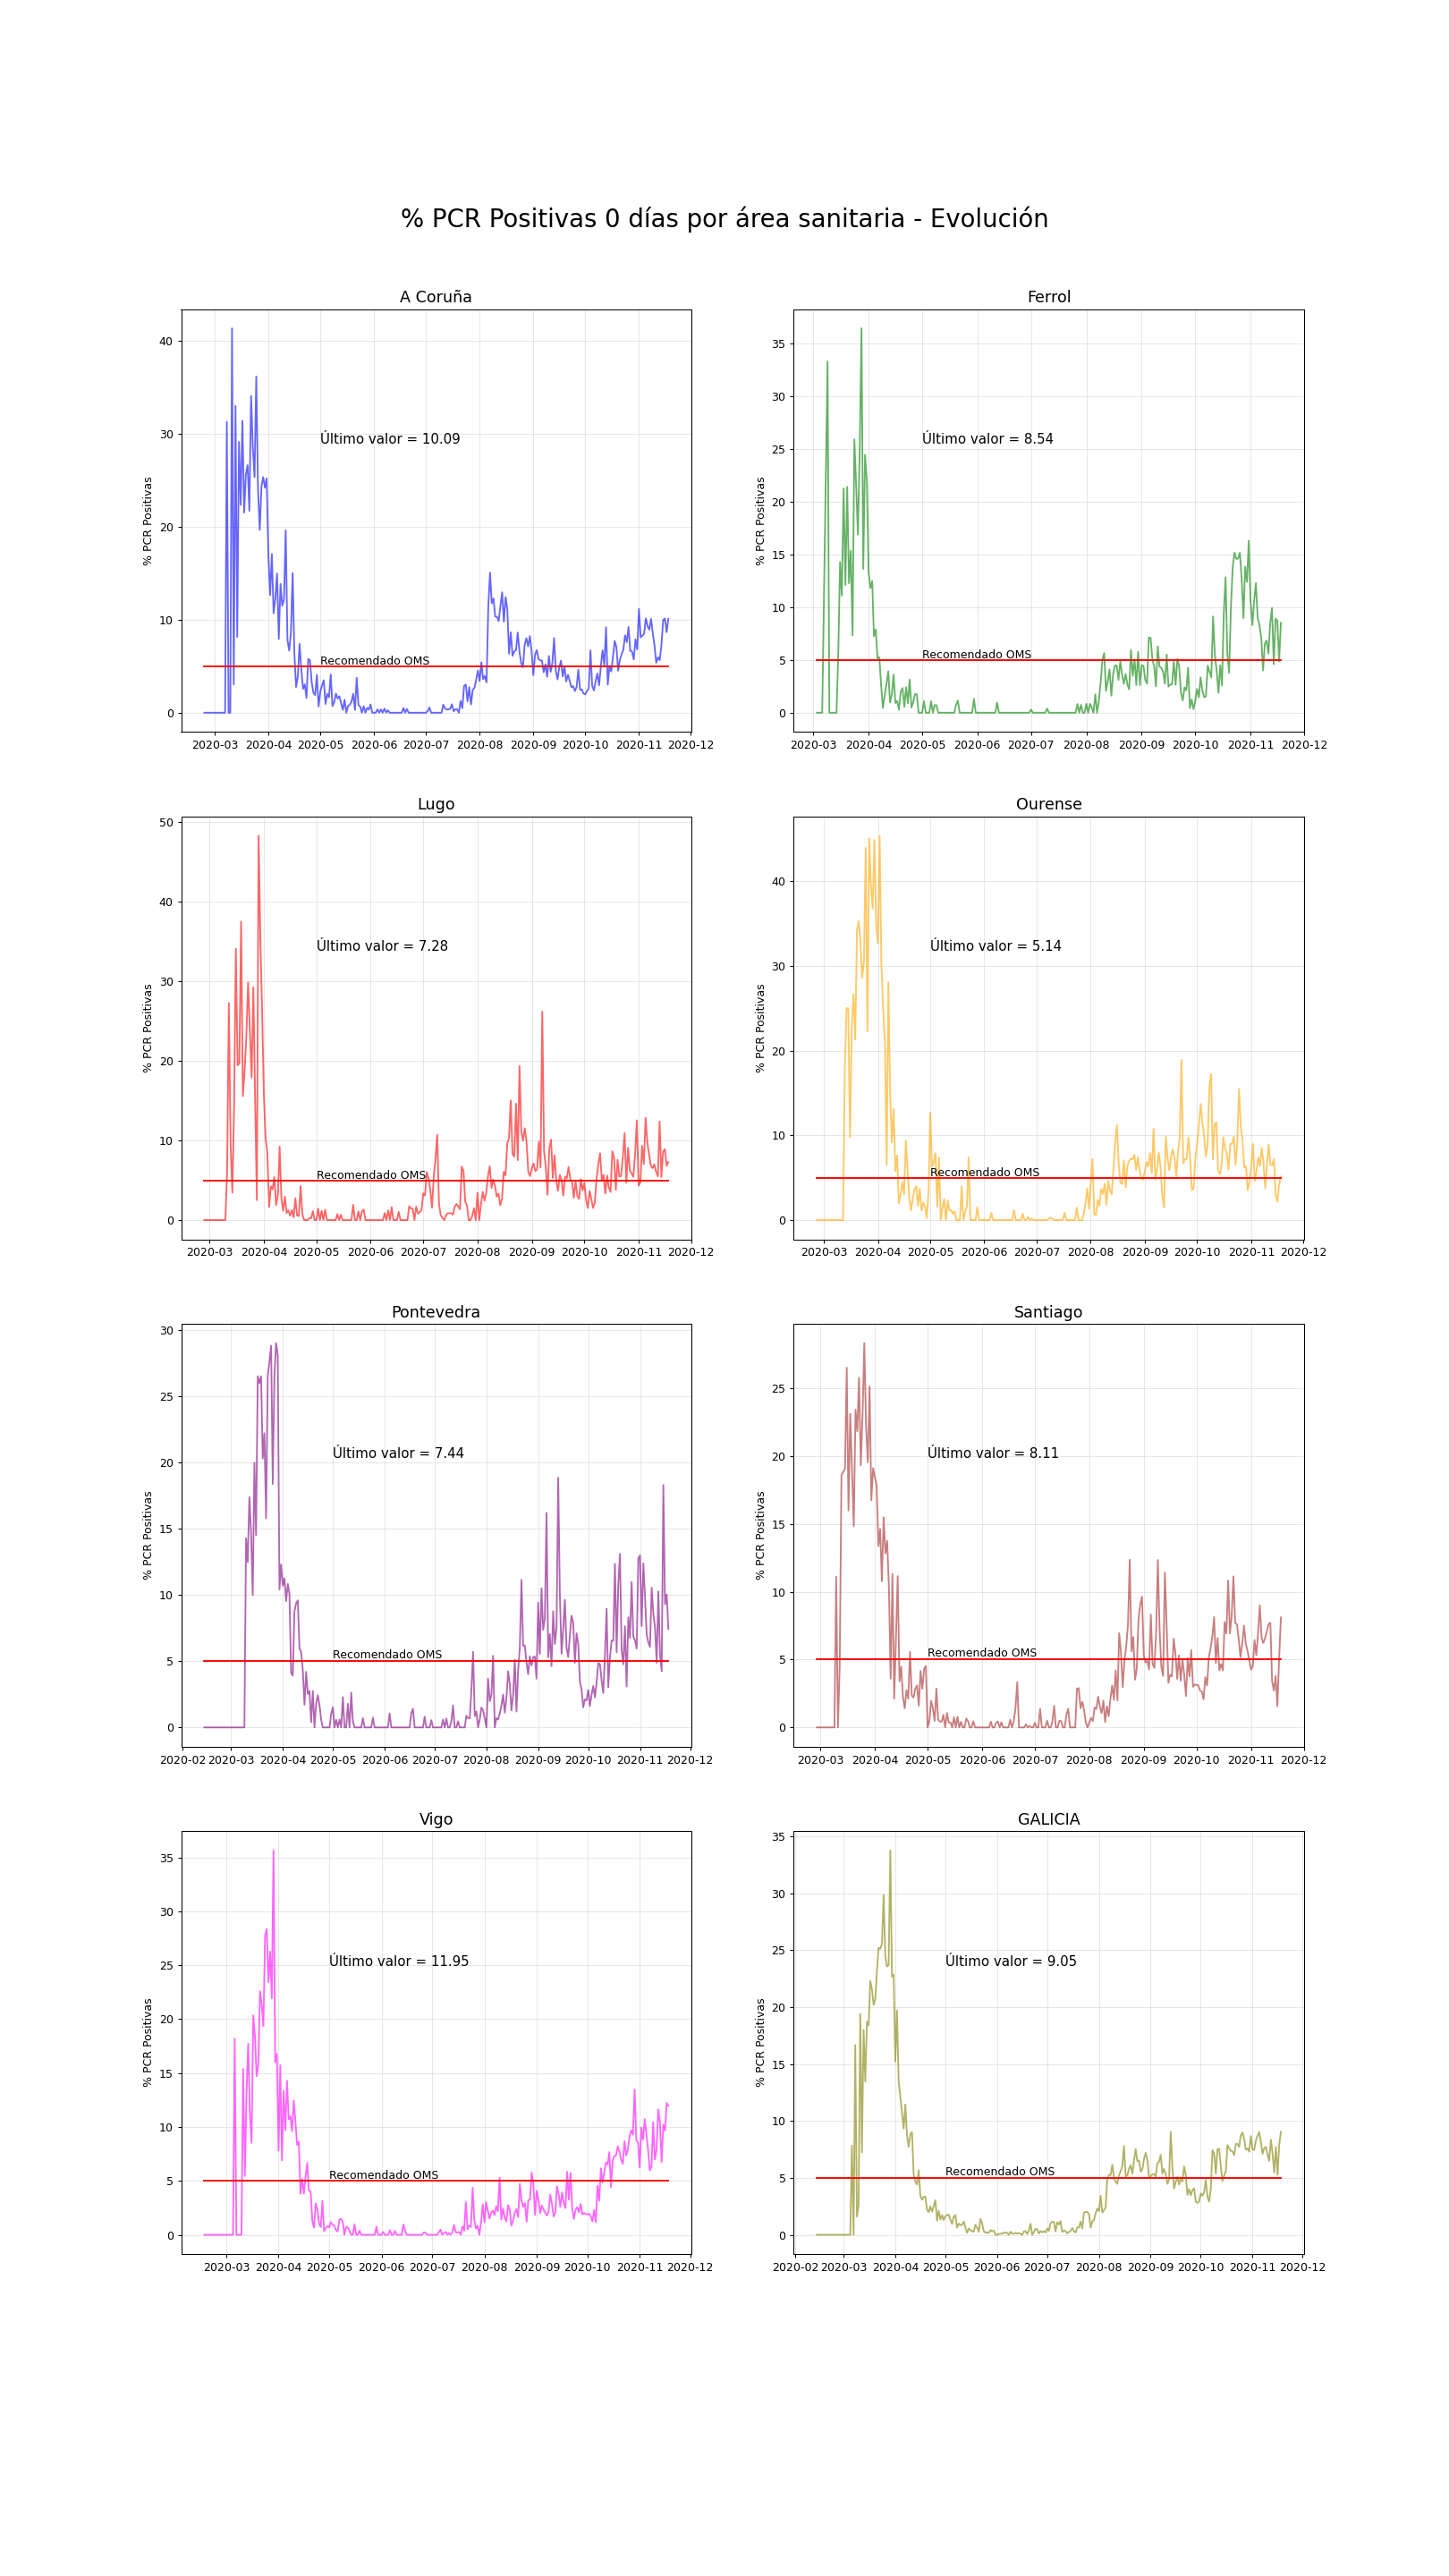 % PCR Positivas 0 días por área sanitaria - Evolución
A Coruña
% PCR Positivas
40
30
20
10
0
Último valor = 10.09
Recomendado OMS
2020-03 2020-04 2020-05 2020-06 2020-07 2020-08 2020-09 2020-10 2020-11 2020-12
Ferrol
% PCR Positivas
35
30
25
20
15
10
5
0
Último valor = 8.54
Recomendado OMS
2020-03 2020-04 2020-05 2020-06 2020-07 2020-08 2020-09 2020-10 2020-11 2020-12
Lugo
% PCR Positivas
50
40
30
20
10
0
Último valor = 7.28
Recomendado OMS
2020-03 2020-04 2020-05 2020-06 2020-07 2020-08 2020-09 2020-10 2020-11 2020-12
Ourense
% PCR Positivas
40
30
20
10
0
Último valor = 5.14
Recomendado OMS
2020-03 2020-04 2020-05 2020-06 2020-07 2020-08 2020-09 2020-10 2020-11 2020-12
Pontevedra
% PCR Positivas
30
25
20
15
10
5
0
Último valor = 7.44
Recomendado OMS
2020-02 2020-03 2020-04 2020-05 2020-06 2020-07 2020-08 2020-09 2020-10 2020-11 2020-12
Santiago
% PCR Positivas
25
20
15
10
5
0
Último valor = 8.11
Recomendado OMS
2020-03 2020-04 2020-05 2020-06 2020-07 2020-08 2020-09 2020-10 2020-11 2020-12
Vigo
% PCR Positivas
35
30
25
20
15
10
5
0
Último valor = 11.95
Recomendado OMS
2020-03 2020-04 2020-05 2020-06 2020-07 2020-08 2020-09 2020-10 2020-11 2020-12
GALICIA
% PCR Positivas
35
30
25
20
15
10
5
0
Último valor = 9.05
Recomendado OMS
2020-02 2020-03 2020-04 2020-05 2020-06 2020-07 2020-08 2020-09 2020-10 2020-11 2020-12